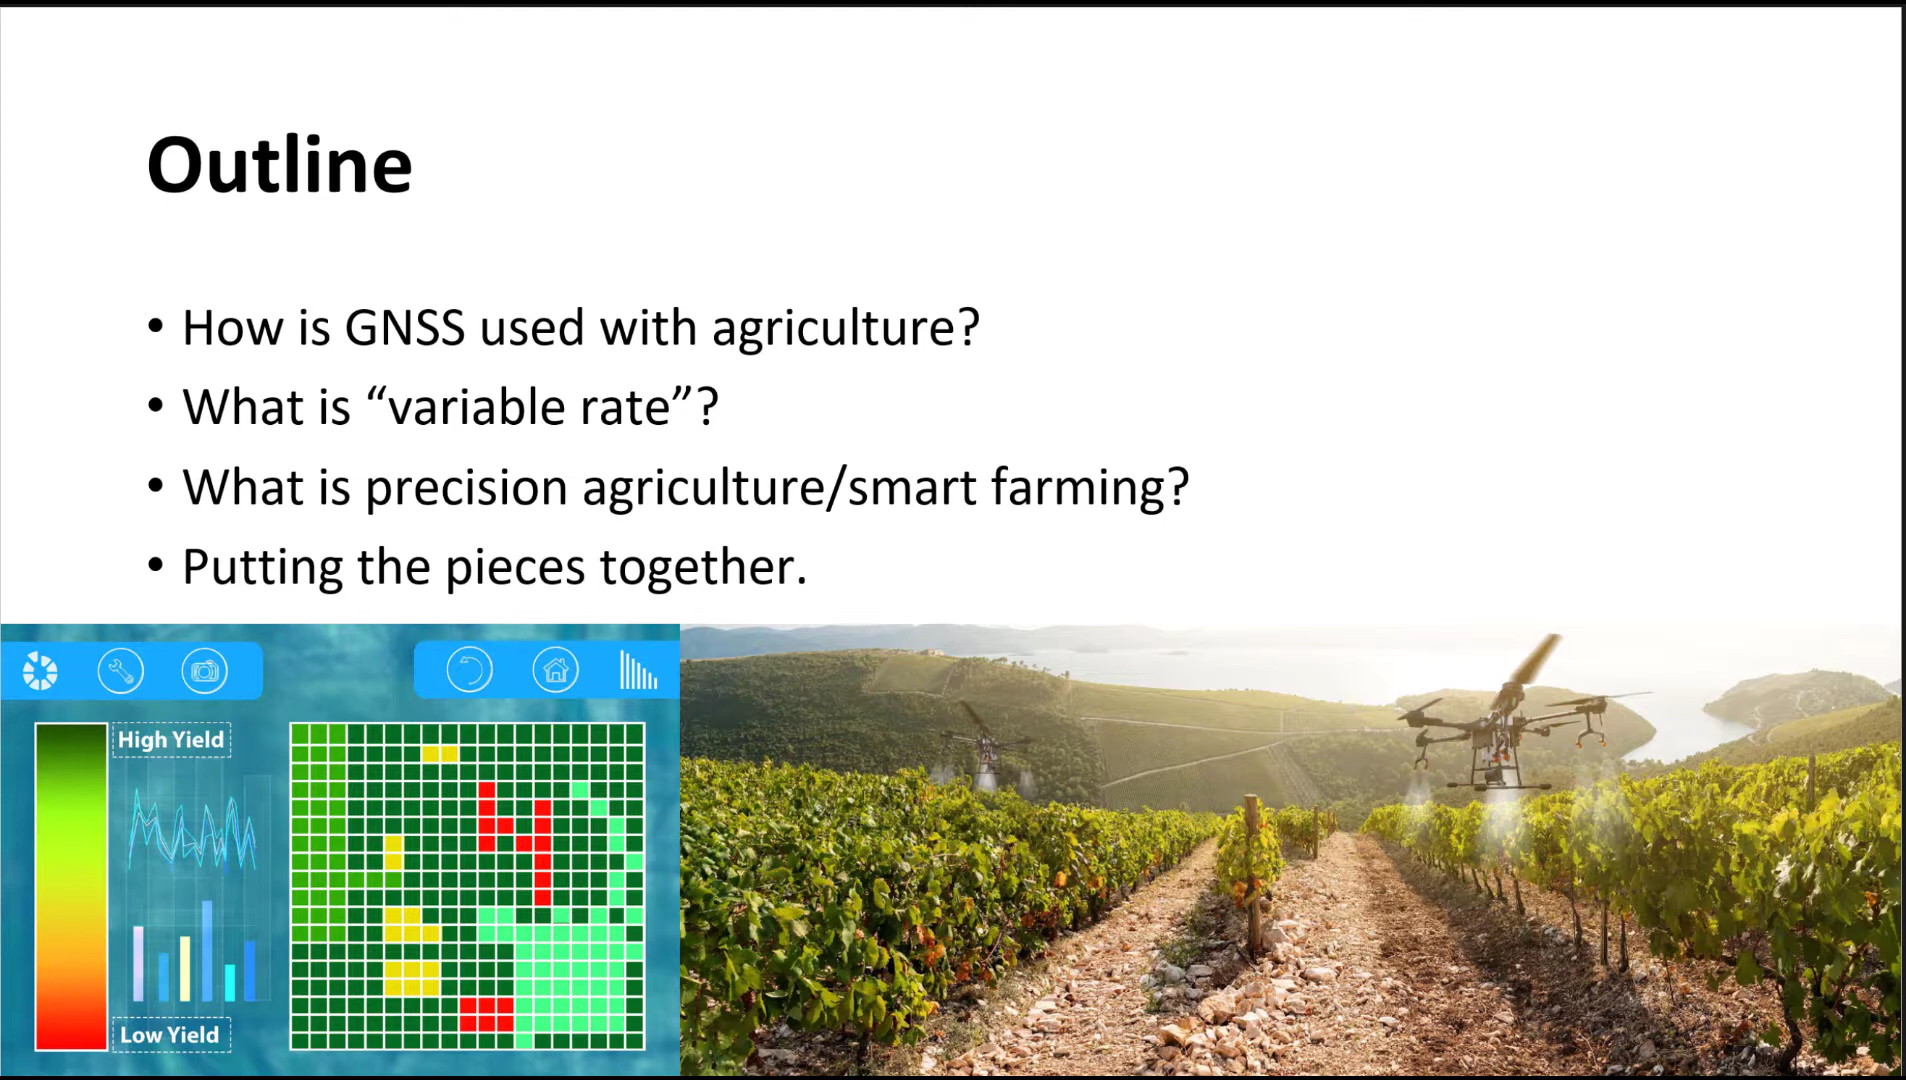 Outline
• How is GNSS used with agriculture?
• What is “variable rate”?
• What is precision agriculture/smart farming?
• Putting the pieces together.
High Yield
Low Yield